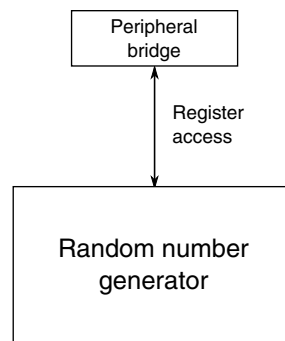 Peripheral
bridge
Register
access
Random number
generator